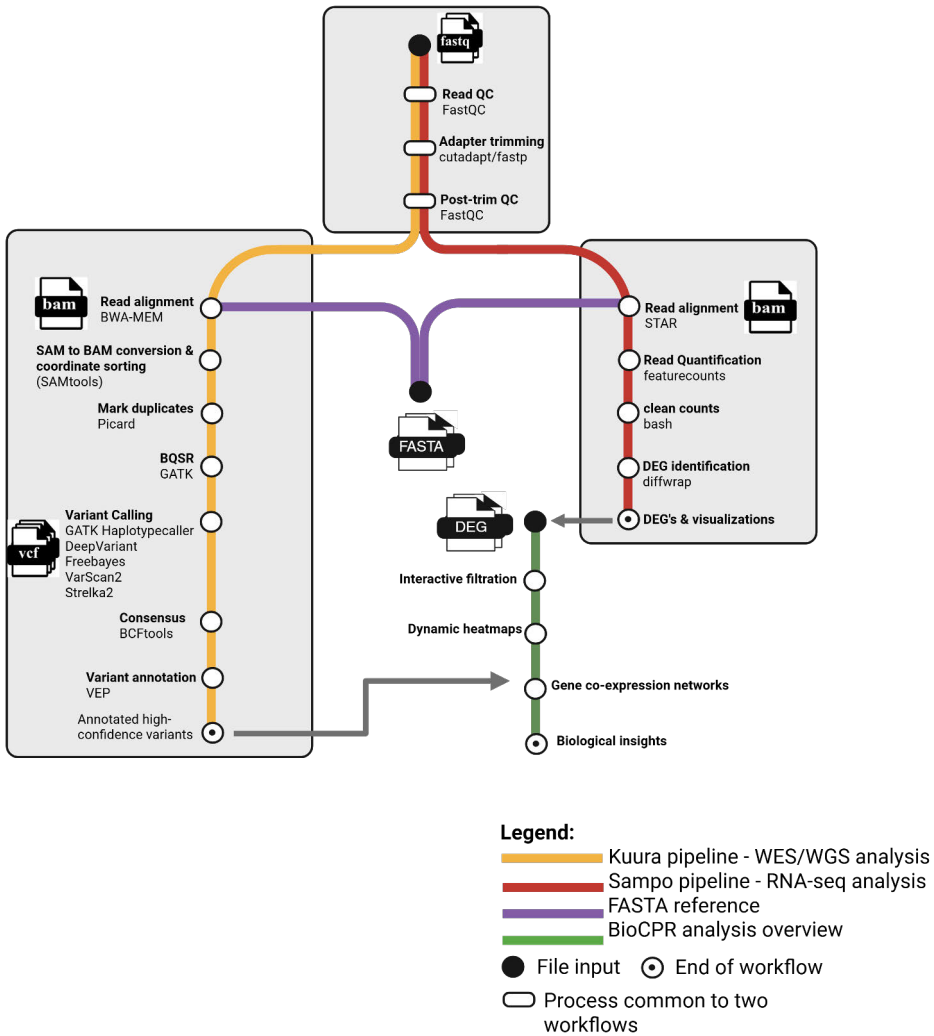 fastq
Read QC
FastQC
Adapter trimming
cutadapt/fastp
Post-trim QC
FastQC
bam
Read alignment
BWA-MEM
SAM to BAM conversion &
coordinate sorting
(SAMtools)
Mark duplicates
Picard
BQSR
GATK
Variant Calling
GATK Haplotypecaller
DeepVariant
Freebayes
VarScan2
Strelka2
vcf
Consensus
BCFtools
Variant annotation
VEP
Annotated high-
confidence variants
FASTA
Read alignment
STAR
bam
Read Quantification
featurecounts
clean counts
bash
DEG identification
diffwrap
DEG's & visualizations
DEG
Interactive filtration
Dynamic heatmaps
Gene co-expression networks
Biological insights
Legend:
Kuura pipeline - WES/WGS analysis
Sampo pipeline - RNA-seq analysis
FASTA reference
BioCPR analysis overview
File input
End of workflow
Process common to two
workflows